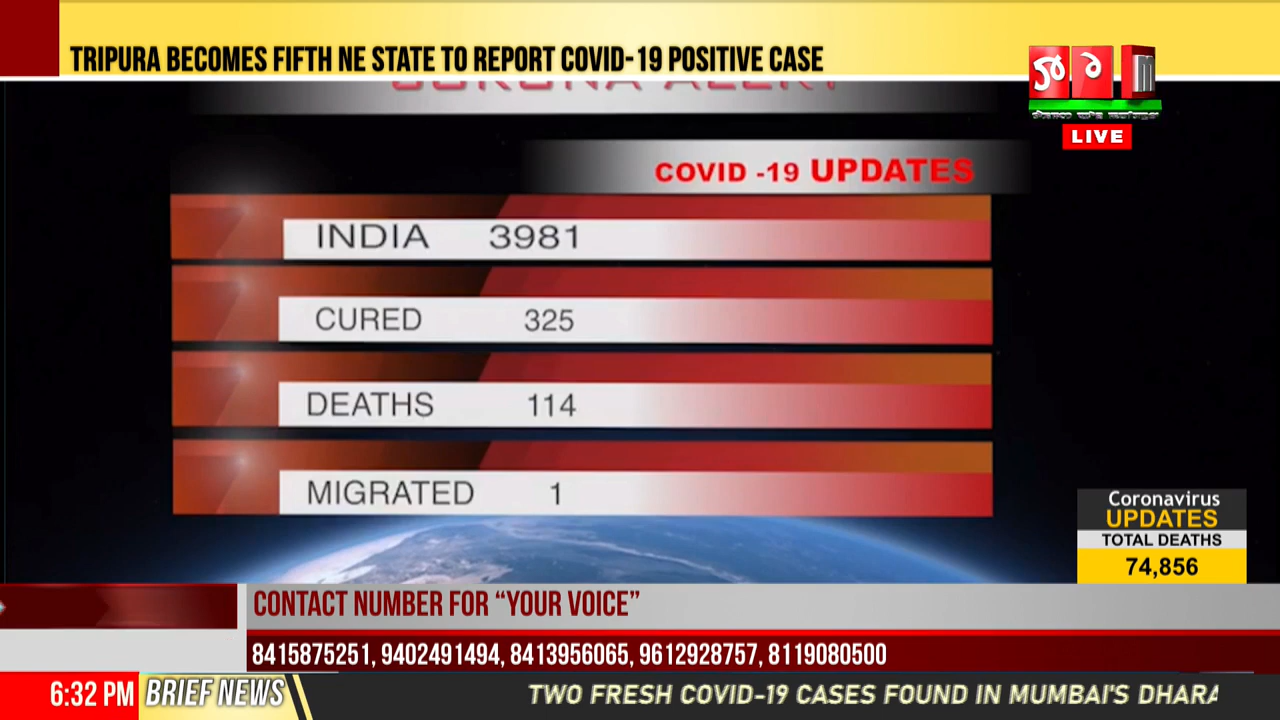 TRIPURA BECOMES FIFTH NE STATE TO REPORT COVID-19 POSITIVE CASE
CORONA ALERT
LIVE
COVID -19 UPDATES
INDIA 3981
CURED 325
DEATHS 114
MIGRATED 1
Coronavirus
UPDATES
TOTAL DEATHS
74,856
CONTACT NUMBER FOR “YOUR VOICE”
8415875251, 9402491494, 8413956065, 9612928757, 8119080500
6:32 PM BRIEF NEWS TWO FRESH COVID-19 CASES FOUND IN MUMBAI'S DHARA